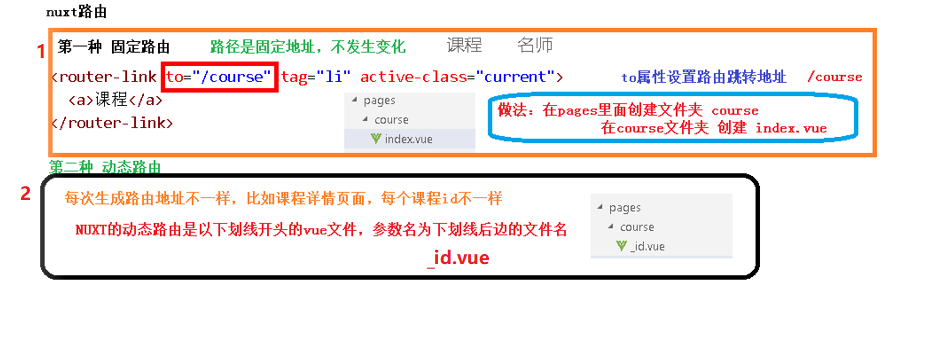 nuxt路由
1
第一种 固定路由 路径是固定地址，不发生变化 课程 名师
<router-link to="/course" tag="li" active-class="current"> to属性设置路由跳转地址 /course
<a>课程</a>
</router-link>
pages
course
index.vue
做法：在pages里面创建文件夹 course
在course文件夹 创建 index.vue
第二种 动态路由
2
每次生成路由地址不一样，比如课程详情页面，每个课程id不一样
NUXT的动态路由是以下划线开头的vue文件，参数名为下划线后边的文件名
_id.vue
pages
course
_id.vue